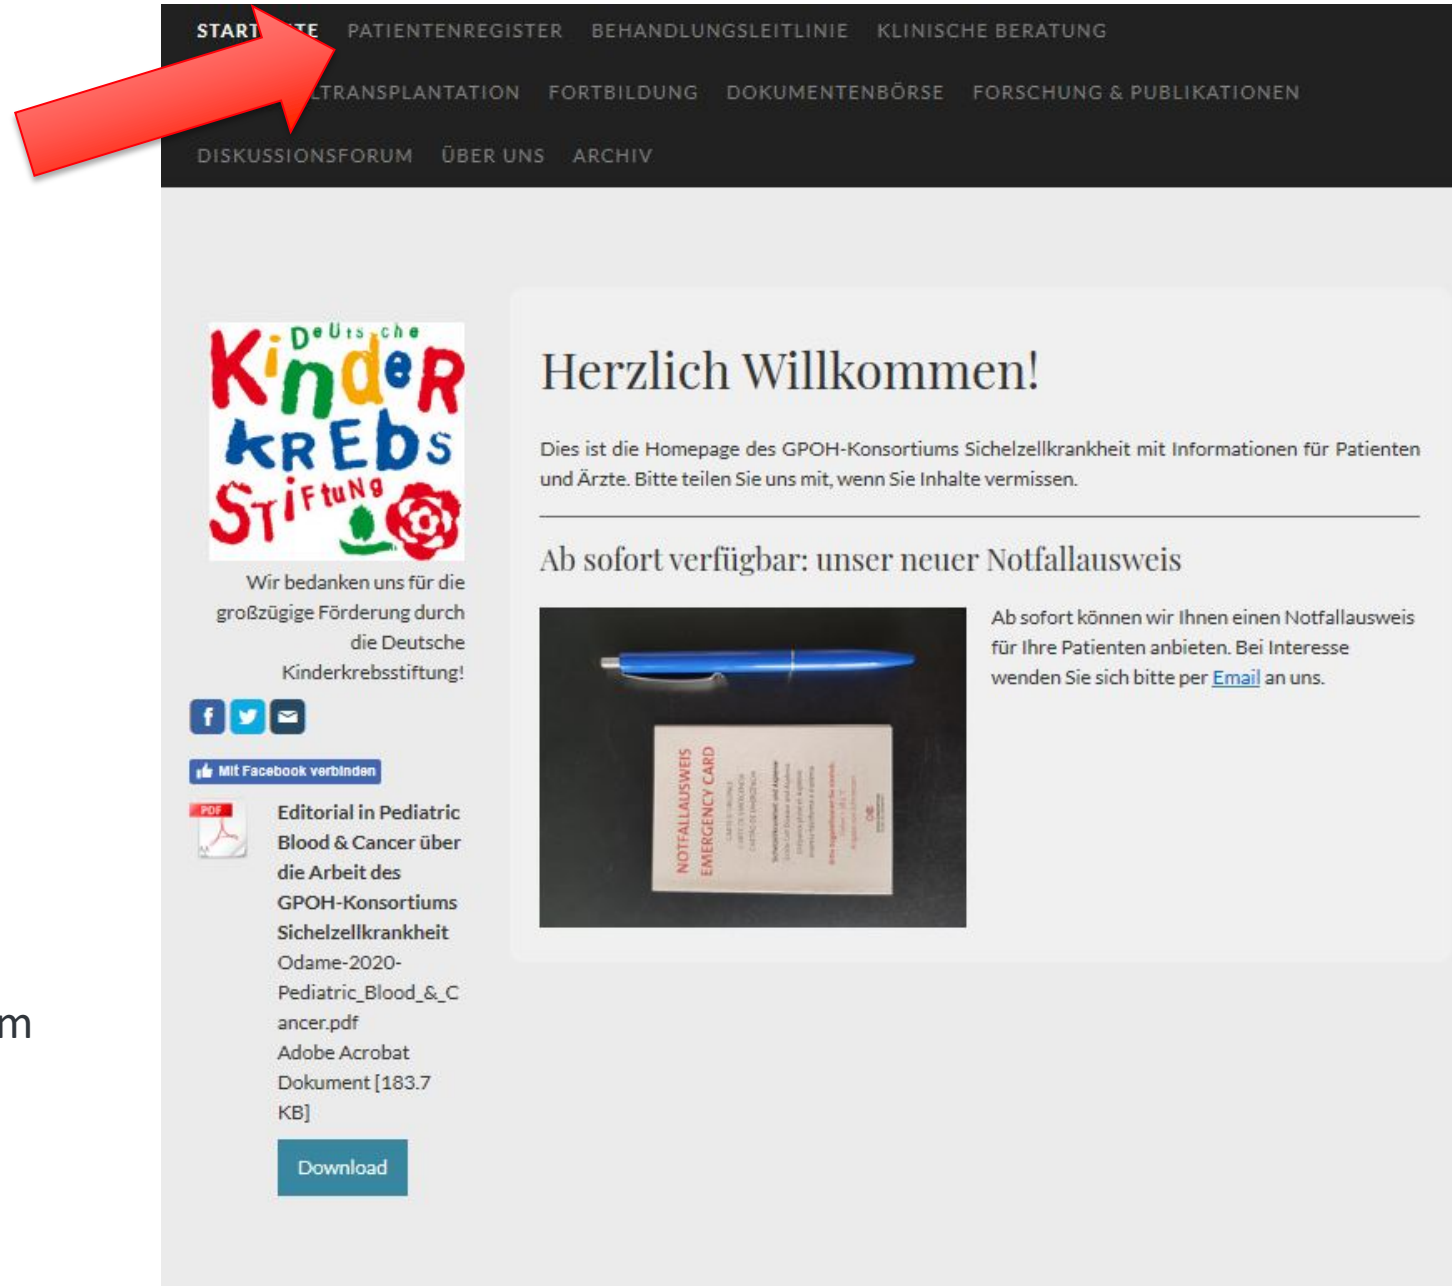 PATIENTENREGISTER BEHANDLUNGSLEITLINIE KLINISCHE BERATUNG
FORTBILDUNG DOKUMENTENBÖRSE FORSCHUNG & PUBLIKATIONEN
DISKUSSIONSFORUM ÜBER UNS ARCHIV
Deutsche
Kinder
Krebs
Stiftung
Wir bedanken uns für die
großzügige Förderung durch
die Deutsche
Kinderkrebsstiftung!
Mit Facebook verbinden
PDF
Editorial in Pediatric
Blood & Cancer über
die Arbeit des
GPOH-Konsortiums
Sichelzellkrankheit
Odame-2020-
Pediatric_Blood_&_C
ancer.pdf
Adobe Acrobat
Dokument [183.7
KB]
Download
Herzlich Willkommen!
Dies ist die Homepage des GPOH-Konsortiums Sichelzellkrankheit mit Informationen für Patienten
und Ärzte. Bitte teilen Sie uns mit, wenn Sie Inhalte vermissen.
Ab sofort verfügbar: unser neuer Notfallausweis
Ab sofort können wir Ihnen einen Notfallausweis
für Ihre Patienten anbieten. Bei Interesse
wenden Sie sich bitte per Email an uns.
NOTFALLAUSWEIS
EMERGENCY CARD
m